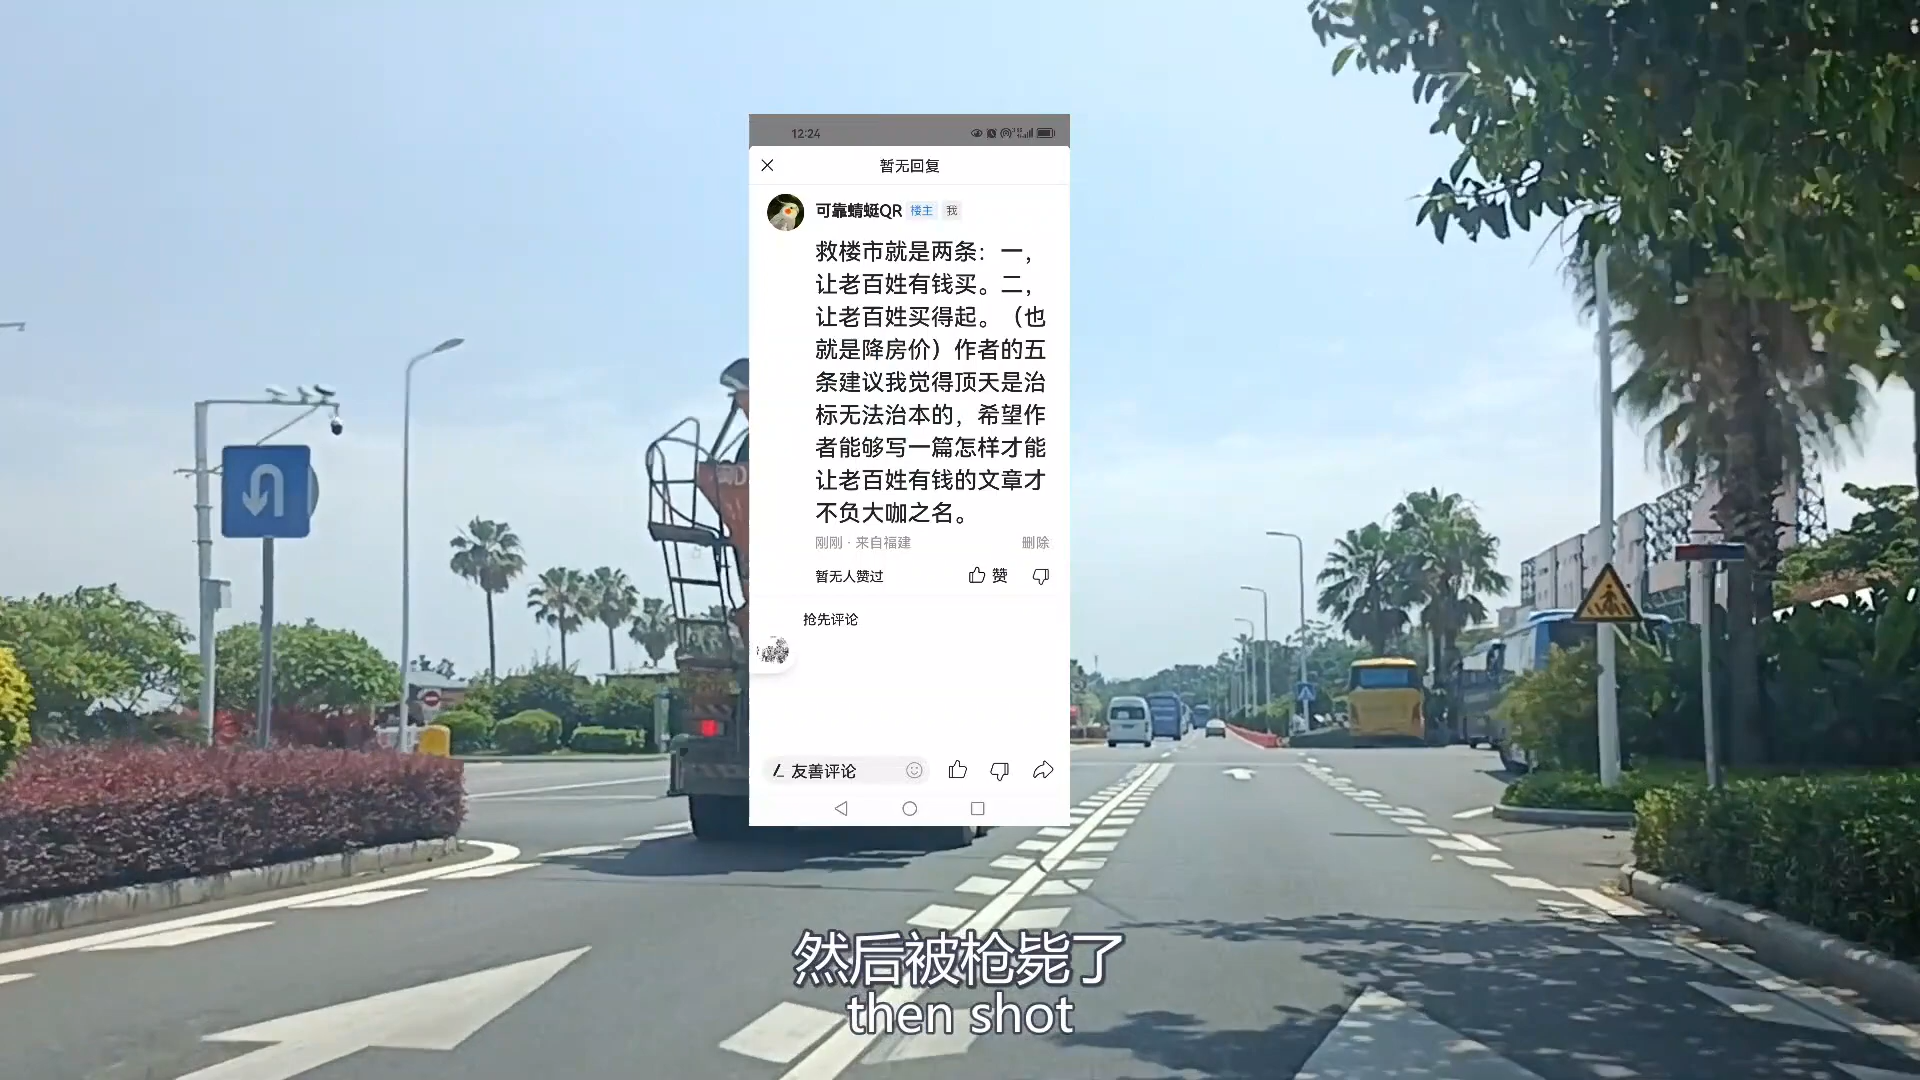 12:24
暂无回复
可靠蜻蜓QR 楼主 我
救楼市就是两条：一，
让老百姓有钱买。二，
让老百姓买得起。（也
就是降房价）作者的五
条建议我觉得顶天是治
标无法治本的，希望作
者能够写一篇怎样才能
让老百姓有钱的文章才
不负大咖之名。
刚刚 · 来自福建 删除
暂无人赞过 赞
抢先评论
友善评论
然后被枪毙了
then shot